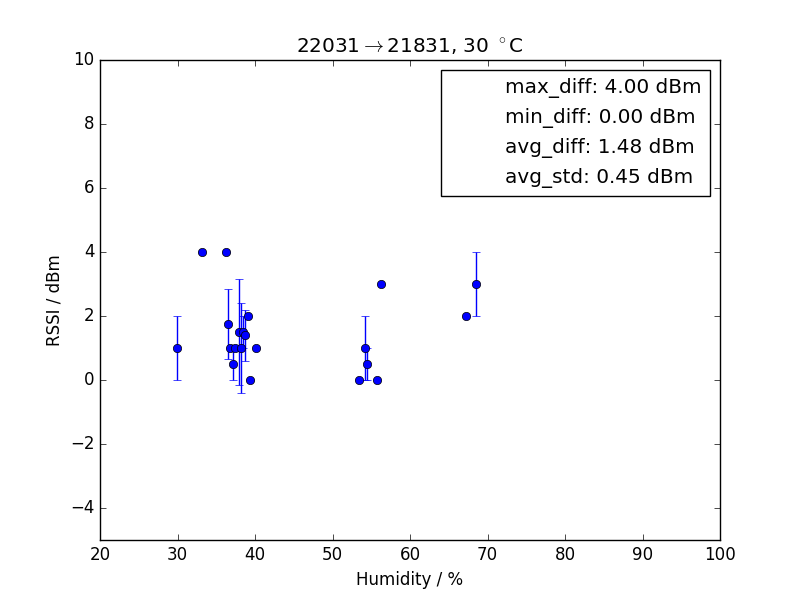 22031→21831, 30 °C
max_diff: 4.00 dBm
min_diff: 0.00 dBm
avg_diff: 1.48 dBm
avg_std: 0.45 dBm
RSSI / dBm
10
8
6
4
2
0
−2
−4
20 30 40 50 60 70 80 90 100
Humidity / %